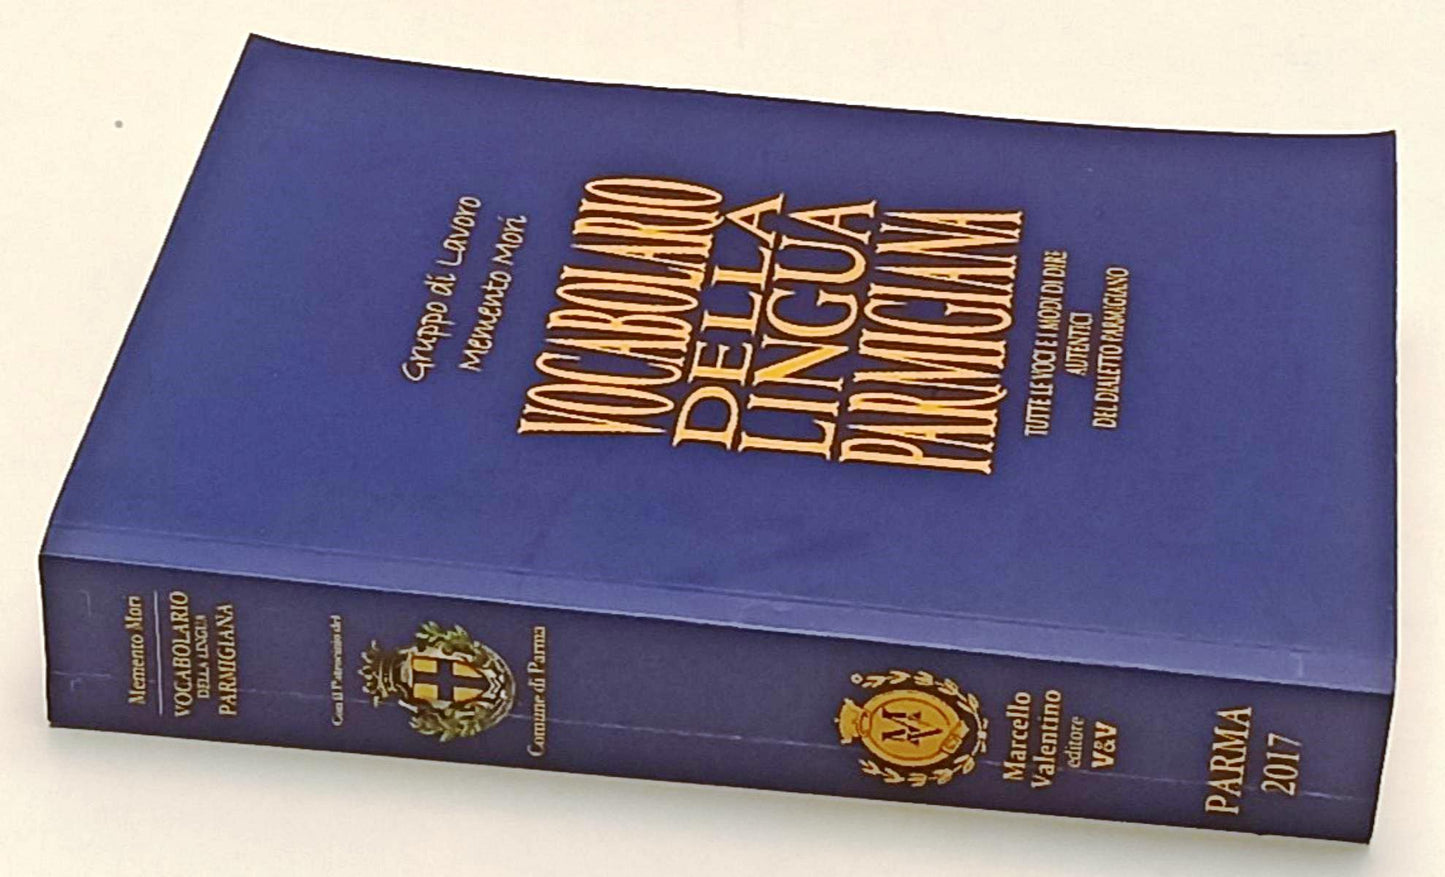 Gruppo di Lavoro
Memento Mori
VOCABOLARIO
DELLA
LINGUA
PARMIGIANA
TUTTE LE VOCI E I MODI DI DIRE
AUTENTICI
DEL DIALETTO PARMIGIANO
Memento Mori
VOCABOLARIO
DELLA LINGUA
PARMIGIANA
Con il Patrocinio del
Comune di Parma
MV
Marcello
Valentino
editore
V&V
PARMA
2017